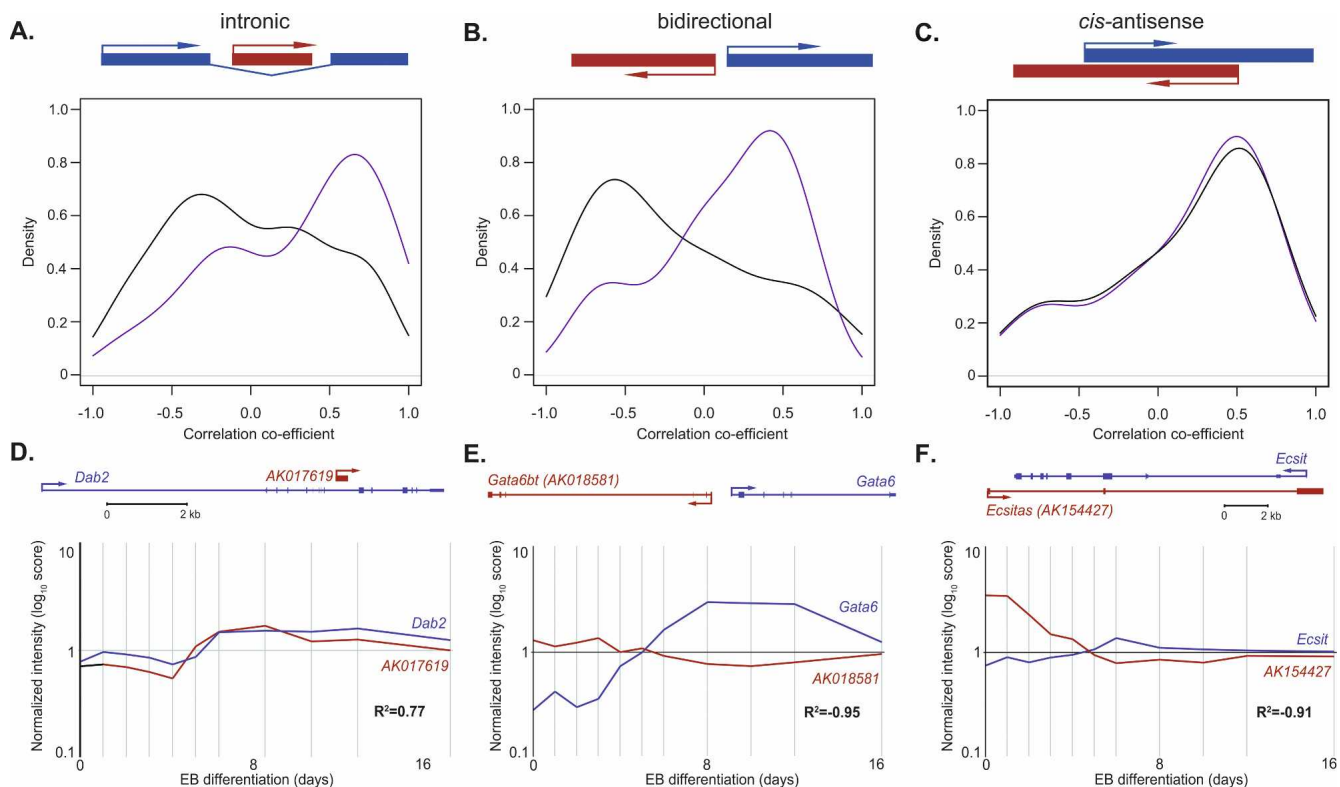 A.
intronic
B.
bidirectional
C.
cis-antisense
1.0
0.8
0.6
0.4
0.2
0
Density
-1.0
-0.5
0.0
0.5
1.0
Correlation co-efficient
1.0
0.8
0.6
0.4
0.2
0
Density
-1.0
-0.5
0.0
0.5
1.0
Correlation co-efficient
1.0
0.8
0.6
0.4
0.2
0
Density
-1.0
-0.5
0.0
0.5
1.0
Correlation co-efficient
D.
Dab2
AK017619
0
2 kb
10
1
0.1
Normalized intensity (log10 score)
Dab2
AK017619
R²=0.77
0
8
16
EB differentiation (days)
E.
Gata6bt (AK018581)
Gata6
10
1
0.1
Normalized intensity (log10 score)
Gata6
AK018581
R²=-0.95
0
8
16
EB differentiation (days)
F.
Ecsit
Ecsitas (AK154427)
0
2 kb
10
1
0.1
Normalized intensity (log10 score)
Ecsit
AK154427
R²=-0.91
0
8
16
EB differentiation (days)